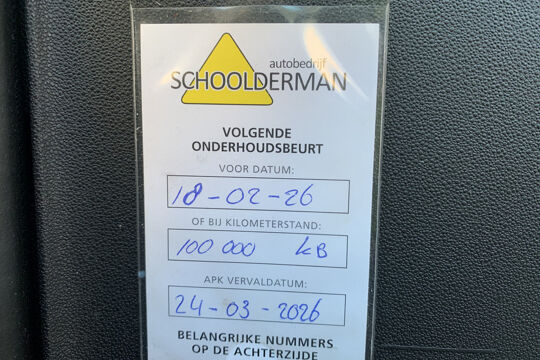 autobedrijf
SCHOOLDERMAN
VOLGENDE
ONDERHOUDSBEURT
VOOR DATUM:
18-02-26
OF BIJ KILOMETERSTAND:
100 000 kB
APK VERVALDATUM:
24-03-2026
BELANGRIJKE NUMMERS
OP DE ACHTERZIJDE